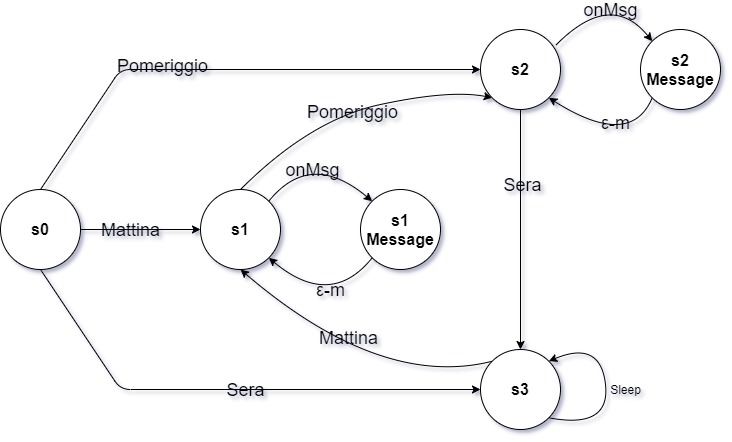 onMsg
Pomeriggio
s2
s2
Message
Pomeriggio
ε-m
onMsg
Sera
s0
Mattina
s1
s1
Message
ε-m
Mattina
Sera
s3
Sleep